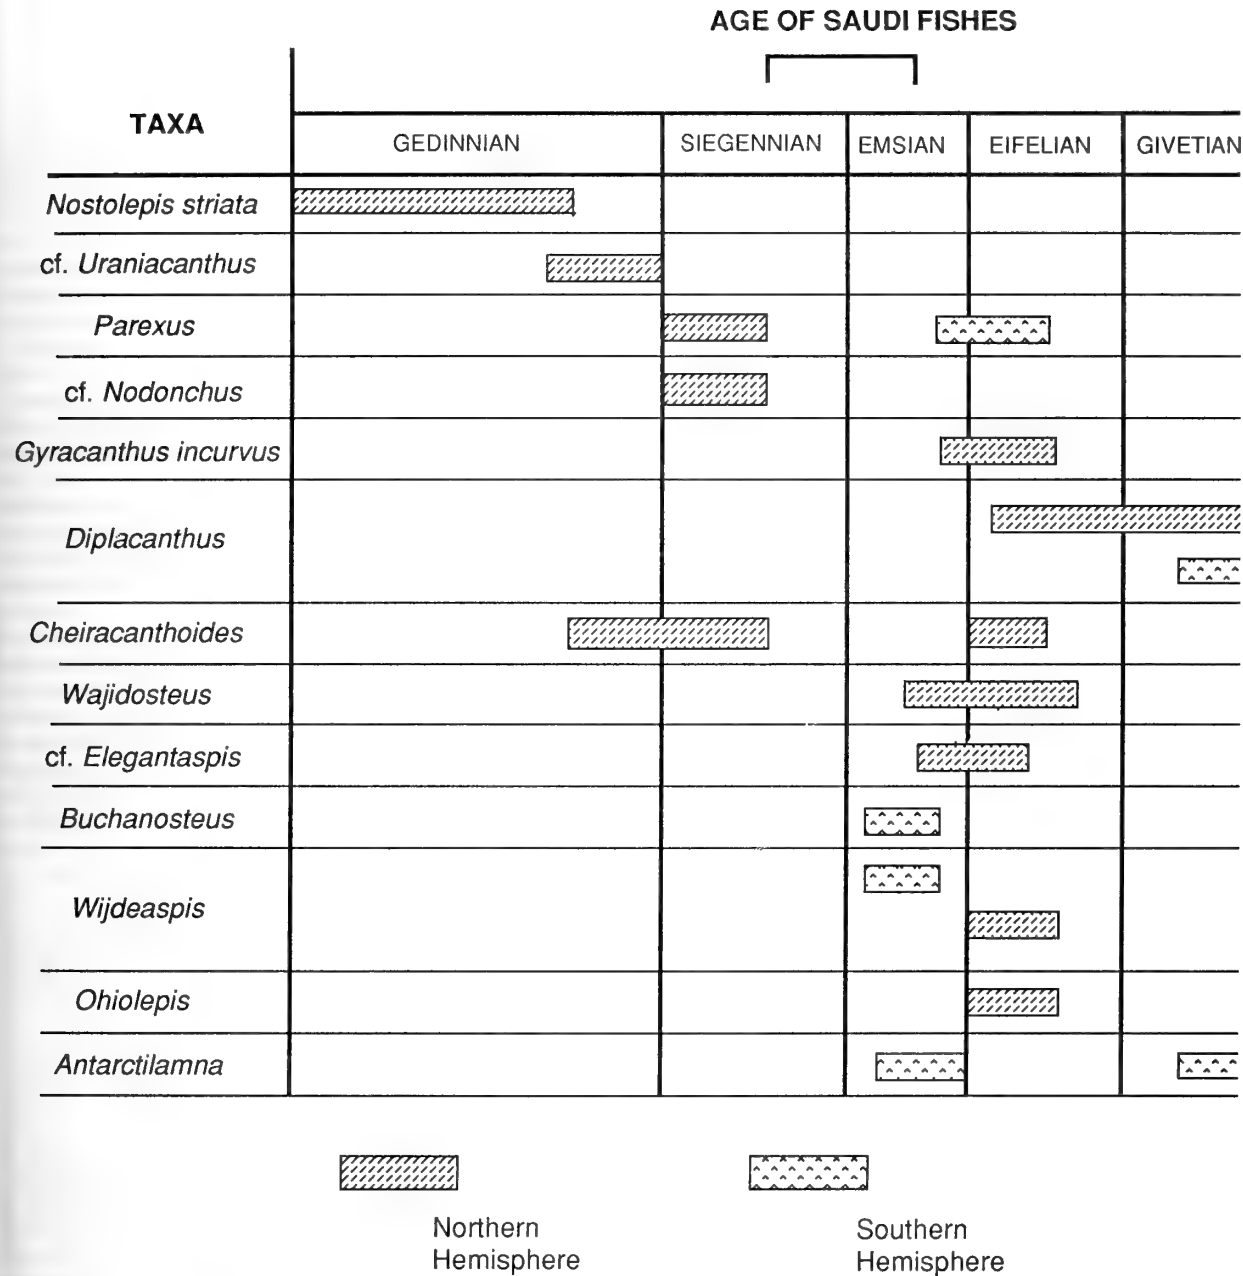 AGE OF SAUDI FISHES
TAXA
GEDINNIAN SIEGENNIAN EMSIAN EIFELIAN GIVETIAN
Nostolepis striata
cf. Uraniacanthus
Parexus
cf. Nodonchus
Gyracanthus incurvus
Diplacanthus
Cheiracanthoides
Wajidosteus
cf. Elegantaspis
Buchanosteus
Wijdeaspis
Ohiolepis
Antarctilamna
Northern
Hemisphere
Southern
Hemisphere